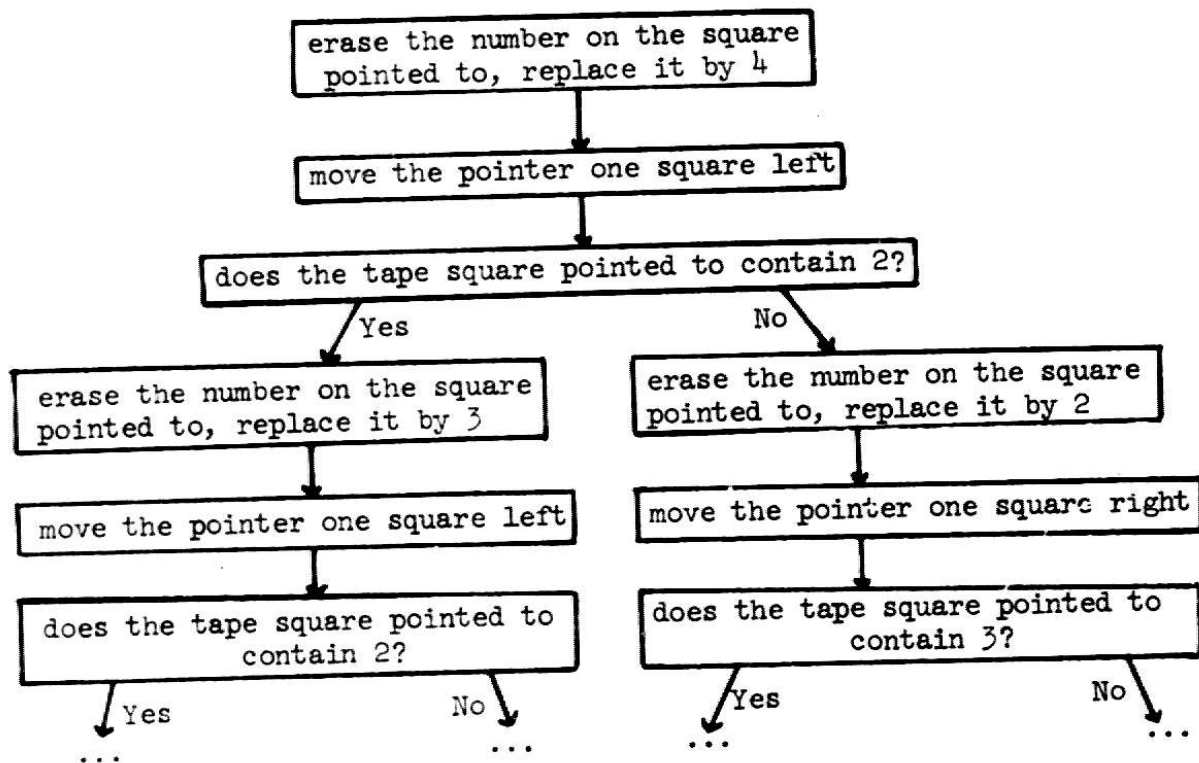 erase the number on the square
pointed to, replace it by 4
move the pointer one square left
does the tape square pointed to contain 2?
Yes
No
erase the number on the square
pointed to, replace it by 3
erase the number on the square
pointed to, replace it by 2
move the pointer one square left
move the pointer one square right
does the tape square pointed to
contain 2?
does the tape square pointed to
contain 3?
Yes
No
Yes
No
...
...
...
...